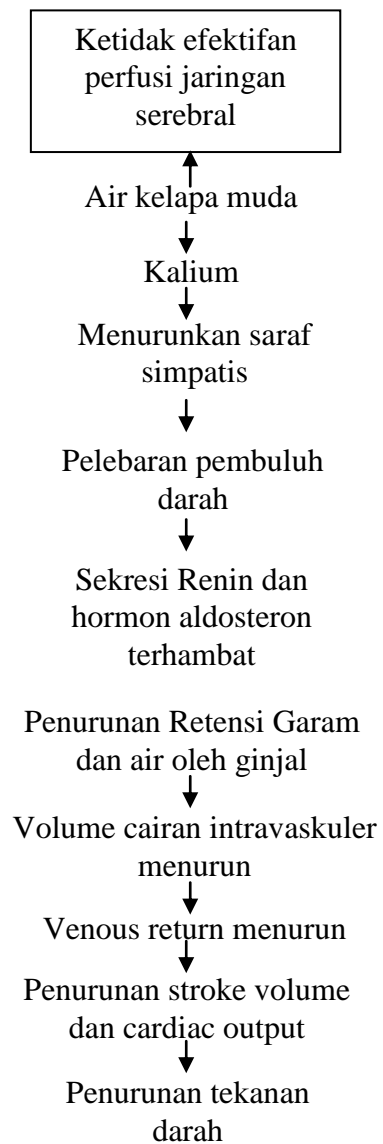 Ketidak efektifan
perfusi jaringan
serebral
Air kelapa muda
Kalium
Menurunkan saraf
simpatis
Pelebaran pembuluh
darah
Sekresi Renin dan
hormon aldosteron
terhambat
Penurunan Retensi Garam
dan air oleh ginjal
Volume cairan intravaskuler
menurun
Venous return menurun
Penurunan stroke volume
dan cardiac output
Penurunan tekanan
darah